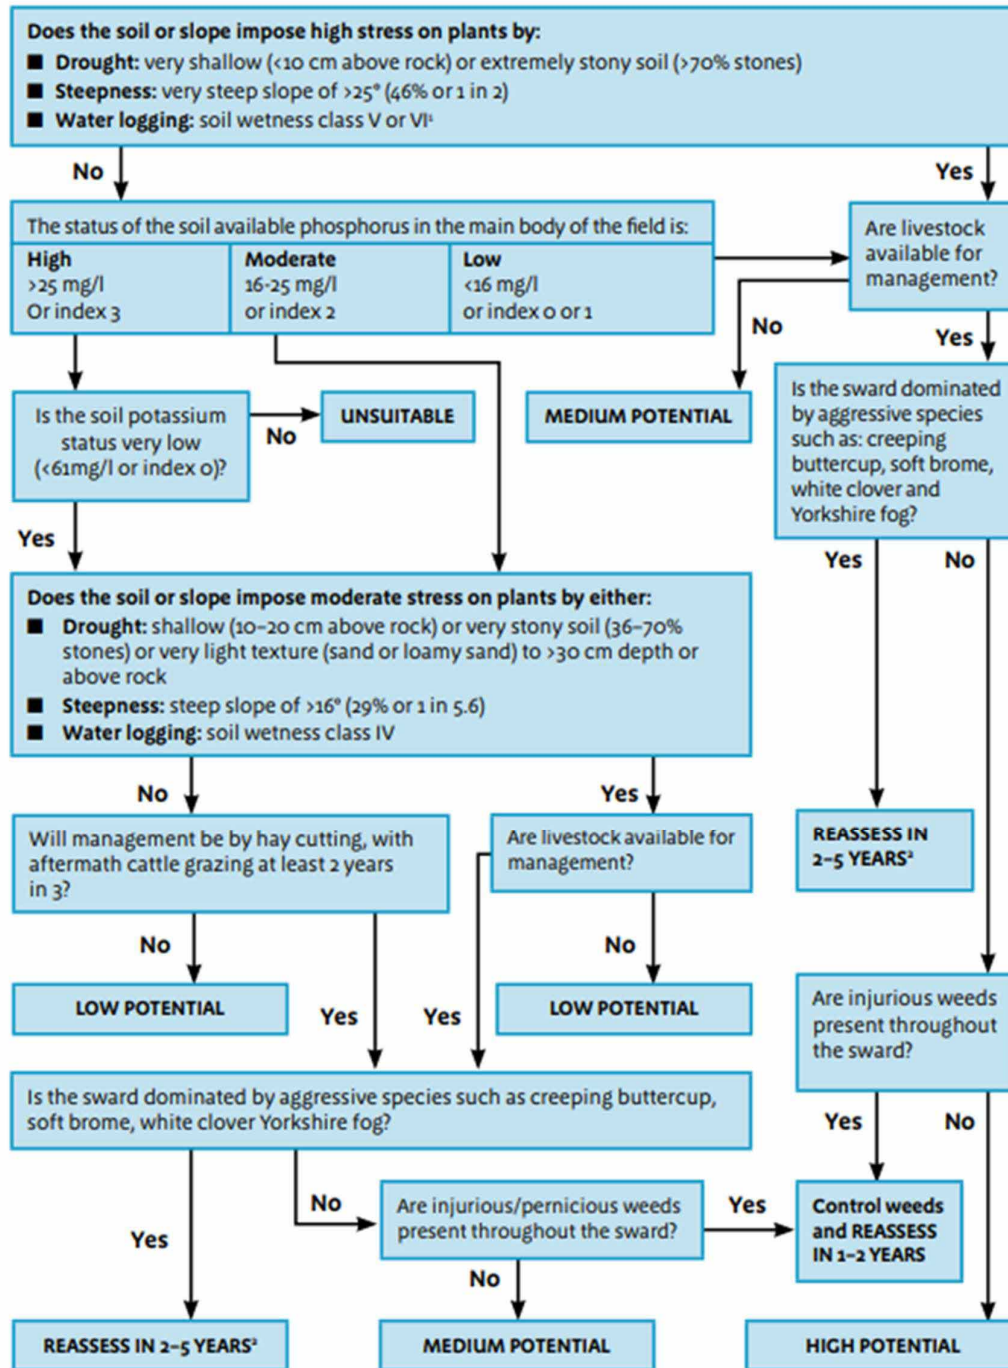 Does the soil or slope impose high stress on plants by:
■ Drought: very shallow (<10 cm above rock) or extremely stony soil (>70% stones)
■ Steepness: very steep slope of >25° (46% or 1 in 2)
■ Water logging: soil wetness class V or VI¹
No
Yes
The status of the soil available phosphorus in the main body of the field is:
High
>25 mg/l
Or index 3
Moderate
16-25 mg/l
or index 2
Low
<16 mg/l
or index 0 or 1
Are livestock
available for
management?
No
Yes
Is the soil potassium
status very low
(<61mg/l or index 0)?
No
UNSUITABLE
MEDIUM POTENTIAL
Is the sward dominated
by aggressive species
such as: creeping
buttercup, soft brome,
white clover and
Yorkshire fog?
Yes
Yes
No
Does the soil or slope impose moderate stress on plants by either:
■ Drought: shallow (10–20 cm above rock) or very stony soil (36–70%
stones) or very light texture (sand or loamy sand) to >30 cm depth or
above rock
■ Steepness: steep slope of >16° (29% or 1 in 5.6)
■ Water logging: soil wetness class IV
No
Yes
Will management be by hay cutting, with
aftermath cattle grazing at least 2 years
in 3?
Are livestock available for
management?
REASSESS IN
2–5 YEARS²
No
No
LOW POTENTIAL
Yes
Yes
LOW POTENTIAL
Are injurious weeds
present throughout
the sward?
Is the sward dominated by aggressive species such as creeping buttercup,
soft brome, white clover Yorkshire fog?
Yes
No
Yes
No
Are injurious/pernicious weeds
present throughout the sward?
Yes
Control weeds
and REASSESS
IN 1–2 YEARS
No
REASSESS IN 2–5 YEARS²
MEDIUM POTENTIAL
HIGH POTENTIAL